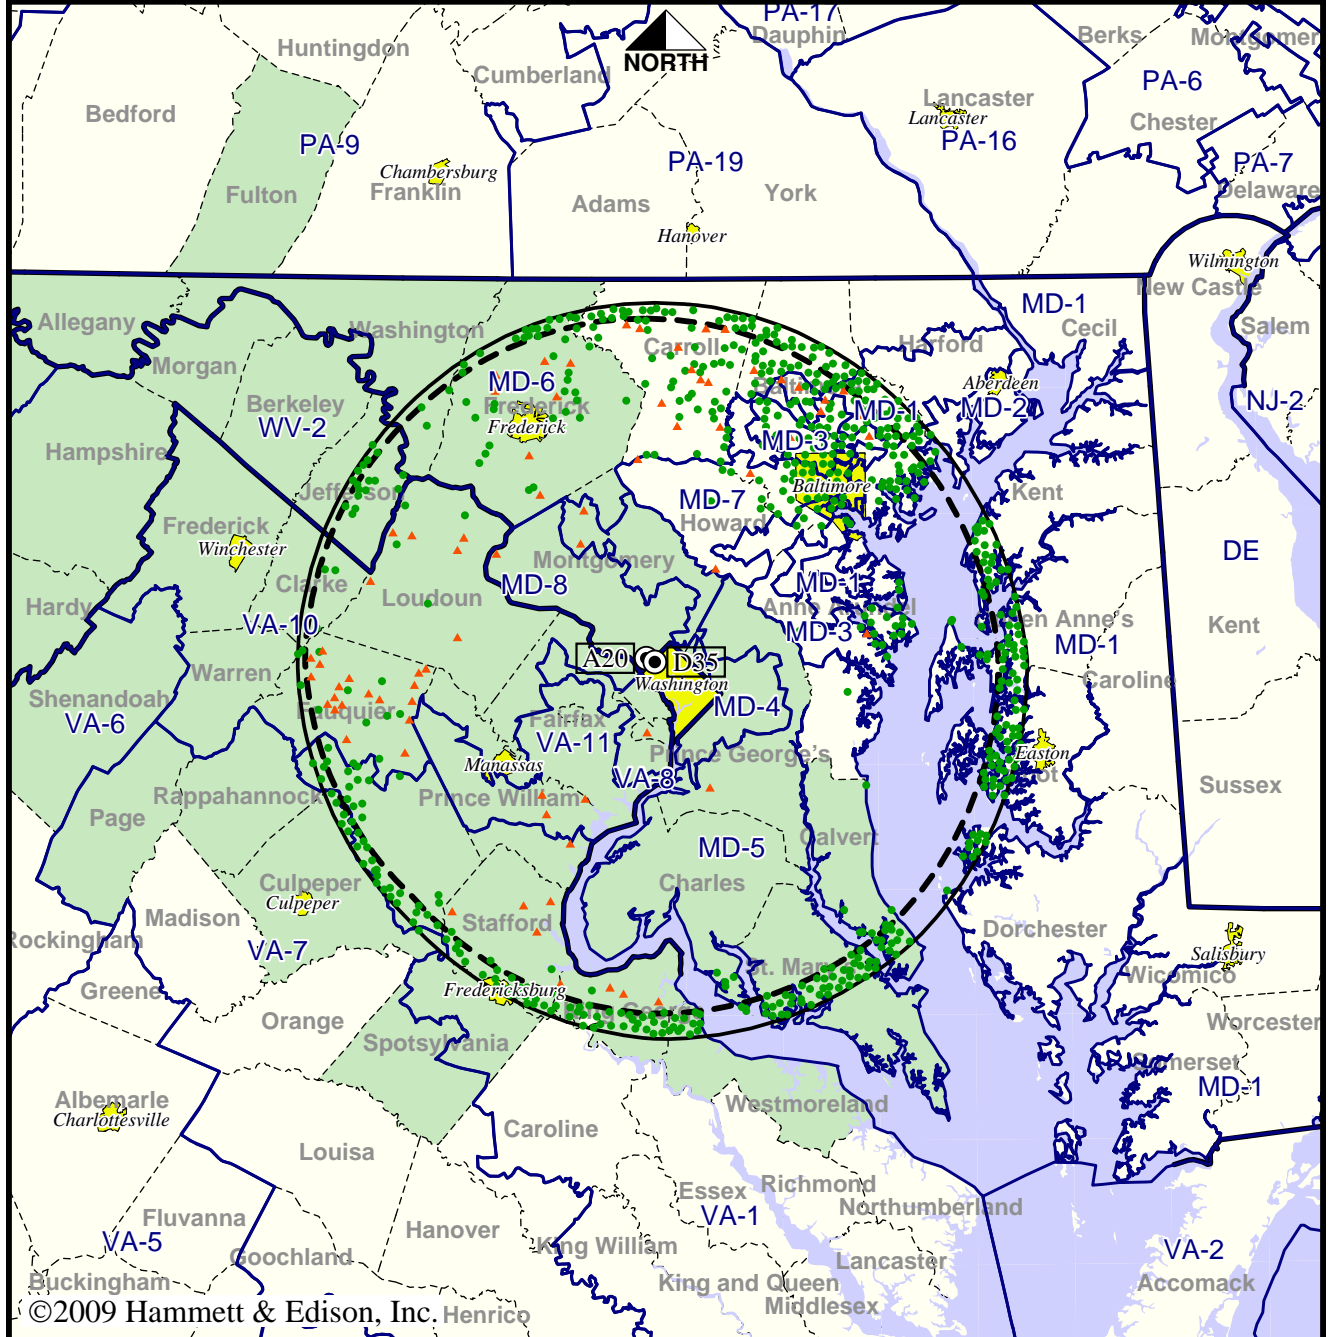 PA-17
Dauphin
Berks
Montgomer
Huntingdon
NORTH
Cumberland
PA-6
Bedford
Lancaster
Lancaster
PA-16
Chester
PA-9
PA-19
PA-7
Chambersburg
Franklin
Fulton
Adams
York
Delaware
Hanover
Wilmington
New Castle
MD-1
Allegany
Washington
Cecil
Salem
Carroll
Harford
Morgan
MD-6
Aberdeen
Berkeley
WV-2
Frederick
Frederick
MD-1
MD-2
NJ-2
MD-3
Hampshire
Baltimore
Jefferson
MD-7
Howard
Kent
Frederick
Winchester
Montgomery
DE
Clarke
Loudoun
MD-8
MD-1
Hardy
Anne Arundel
VA-10
MD-3
Kent
MD-1
A20
D35
Washington
Warren
Caroline
Shenandoah
VA-6
Fauquier
Fairfax
VA-11
MD-4
Prince George's
Easton
Manassas
VA-8
Rappahannock
Prince William
Sussex
Page
Calvert
MD-5
Culpeper
Culpeper
Charles
Madison
Stafford
Dorchester
Rockingham
VA-7
Salisbury
Wicomico
Greene
Fredericksburg
Orange
Worcester
Spotsylvania
Somerset
MD-1
Albemarle
Charlottesville
Westmoreland
Caroline
Louisa
Essex
Richmond
VA-1
Northumberland
Fluvanna
VA-5
Hanover
King William
VA-2
Goochland
Lancaster
Buckingham
King and Queen
Accomack
Middlesex
©2009 Hammett & Edison, Inc.
Henrico